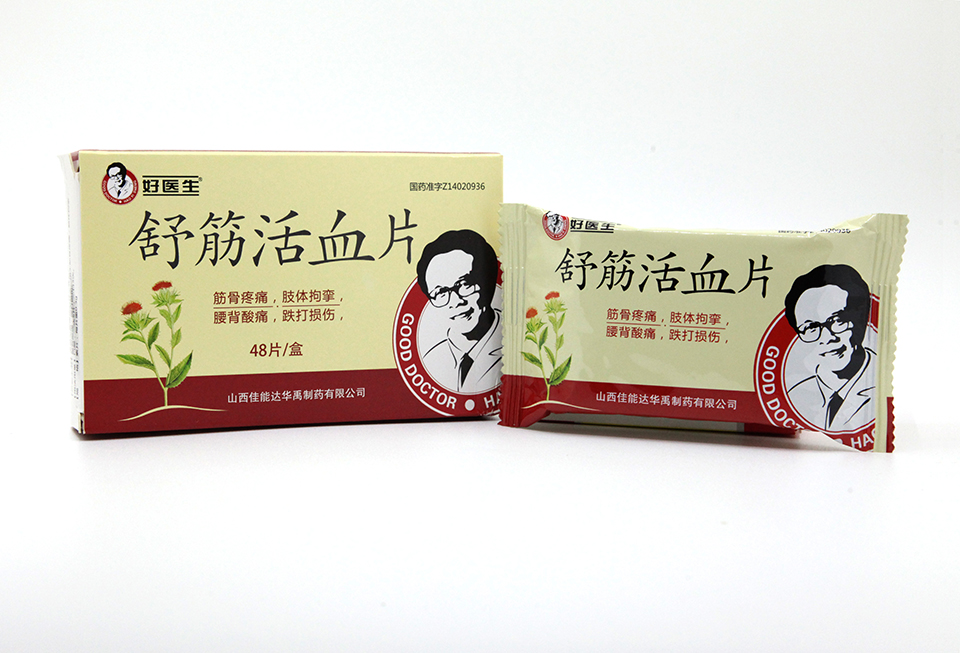 好医生®
国药准字Z14020936
舒筋活血片
筋骨疼痛,肢体拘挛,
腰背酸痛,跌打损伤,
48片/盒
GOOD DOCTOR • HA
山西佳能达华禹制药有限公司
好医生
舒筋活血片
筋骨疼痛,肢体拘挛,
腰背酸痛,跌打损伤,
GOOD DOCT
HAO
山西佳能达华禹制药有限公司